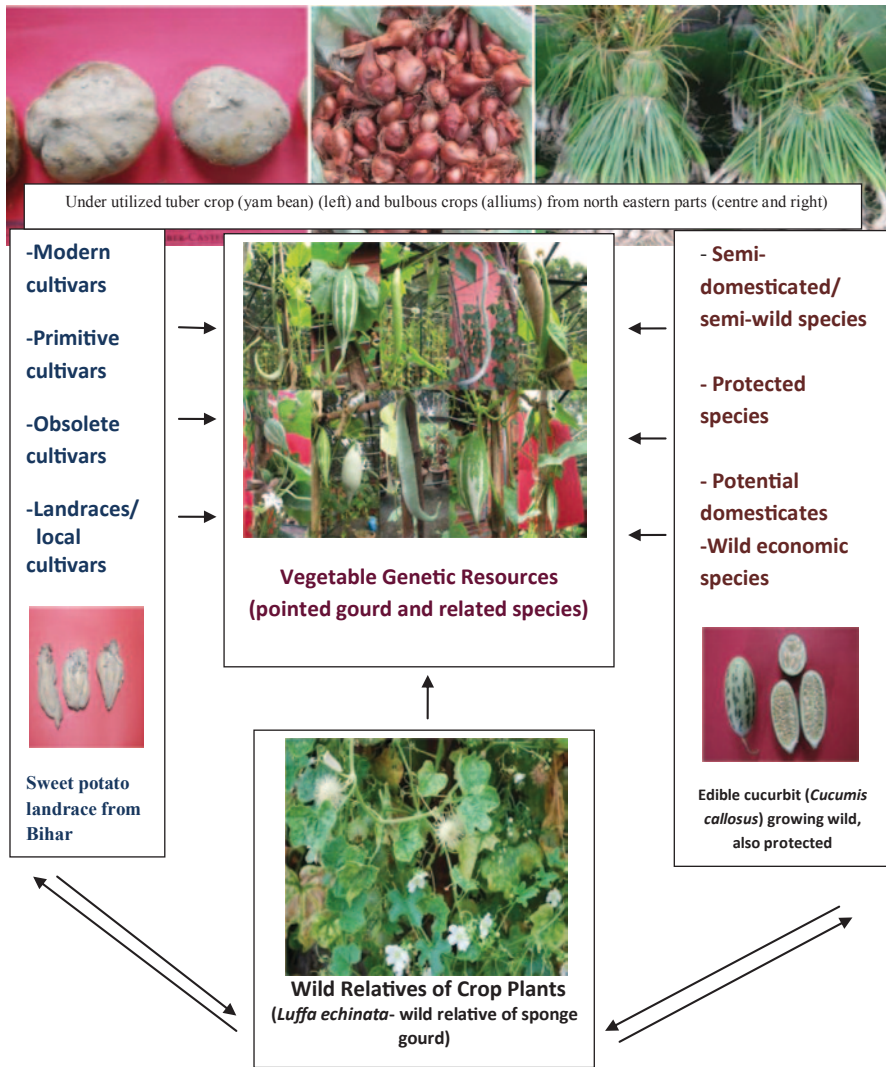 Under utilized tuber crop (yam bean) (left) and bulbous crops (alliums) from north eastern parts (centre and right)
-Modern
cultivars
-Primitive
cultivars
-Obsolete
cultivars
-Landraces/
local
cultivars
Sweet potato
landrace from
Bihar
Vegetable Genetic Resources
(pointed gourd and related species)
- Semi-
domesticated/
semi-wild species
- Protected
species
- Potential
domesticates
-Wild economic
species
Edible cucurbit (Cucumis
callosus) growing wild,
also protected
Wild Relatives of Crop Plants
(Luffa echinata- wild relative of sponge
gourd)